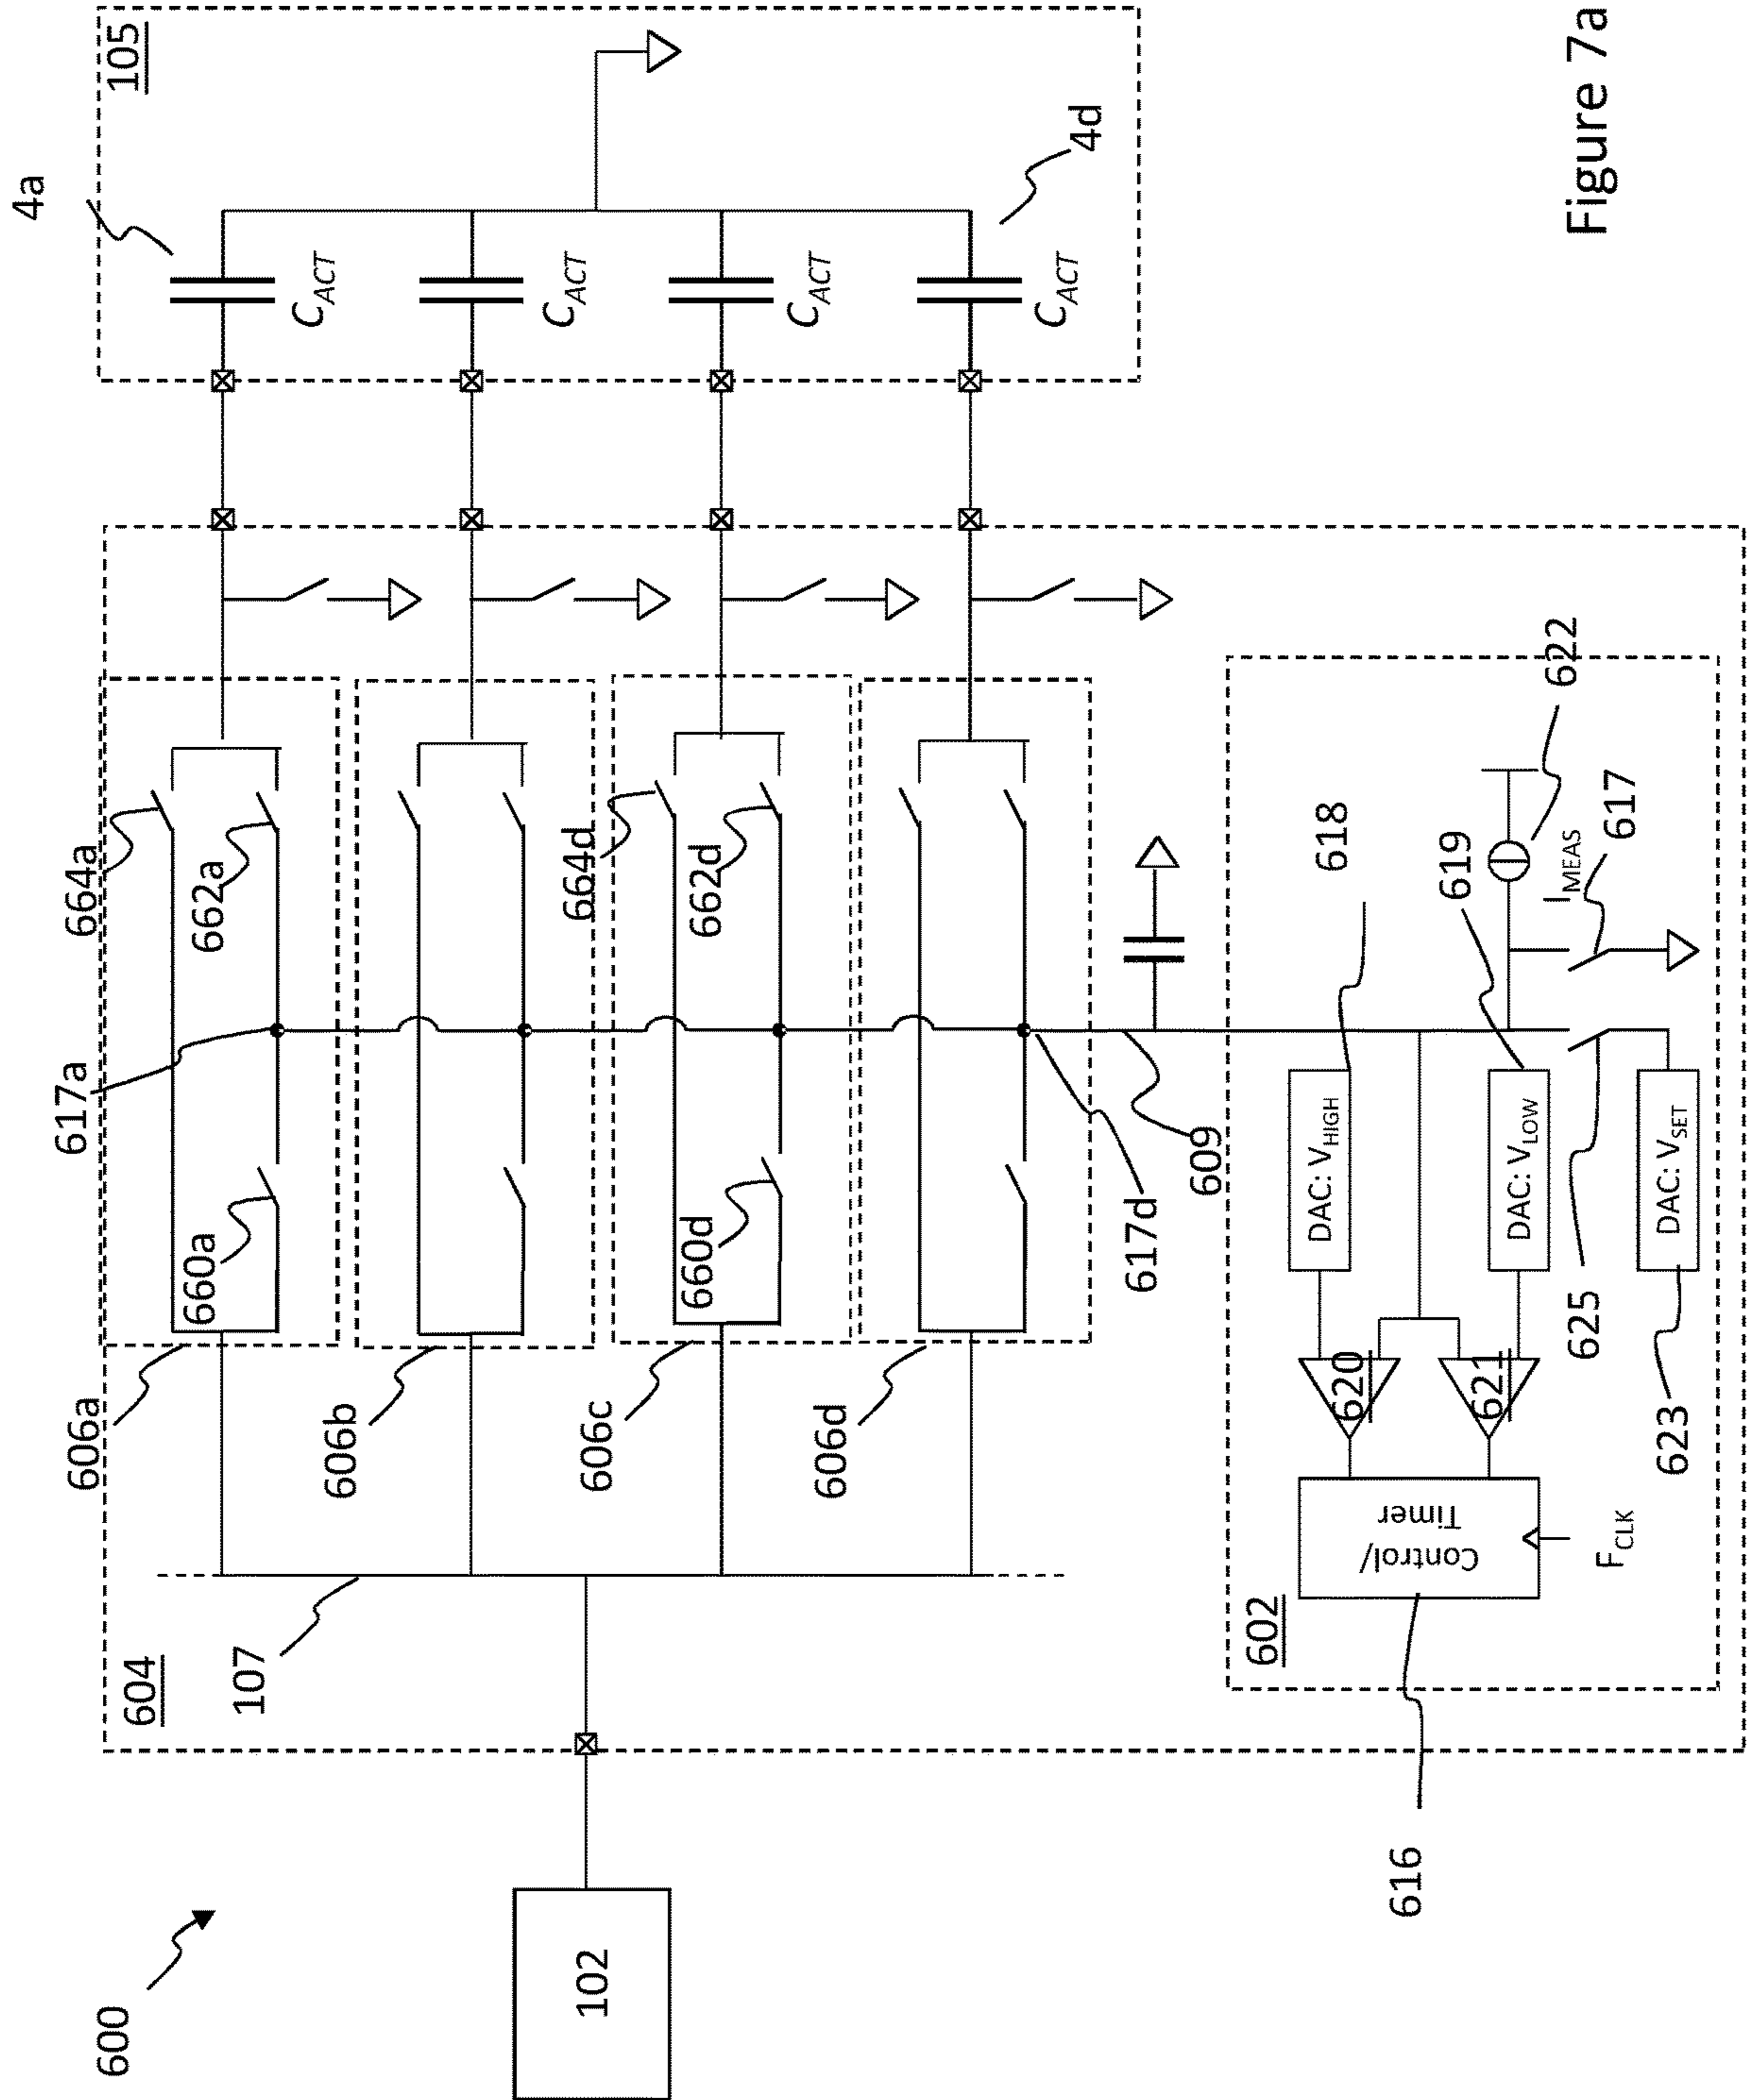 600
102
604
107
606a
606b
606c
606d
660a
660d
617a
664a
662a
664d
662d
617d
609
4a
4d
105
C_ACT
C_ACT
C_ACT
C_ACT
602
616
Control/
Timer
F_CLK
620
621
DAC: V_HIGH
DAC: V_LOW
DAC: V_SET
618
619
I_MEAS
622
617
625
623
Figure 7a